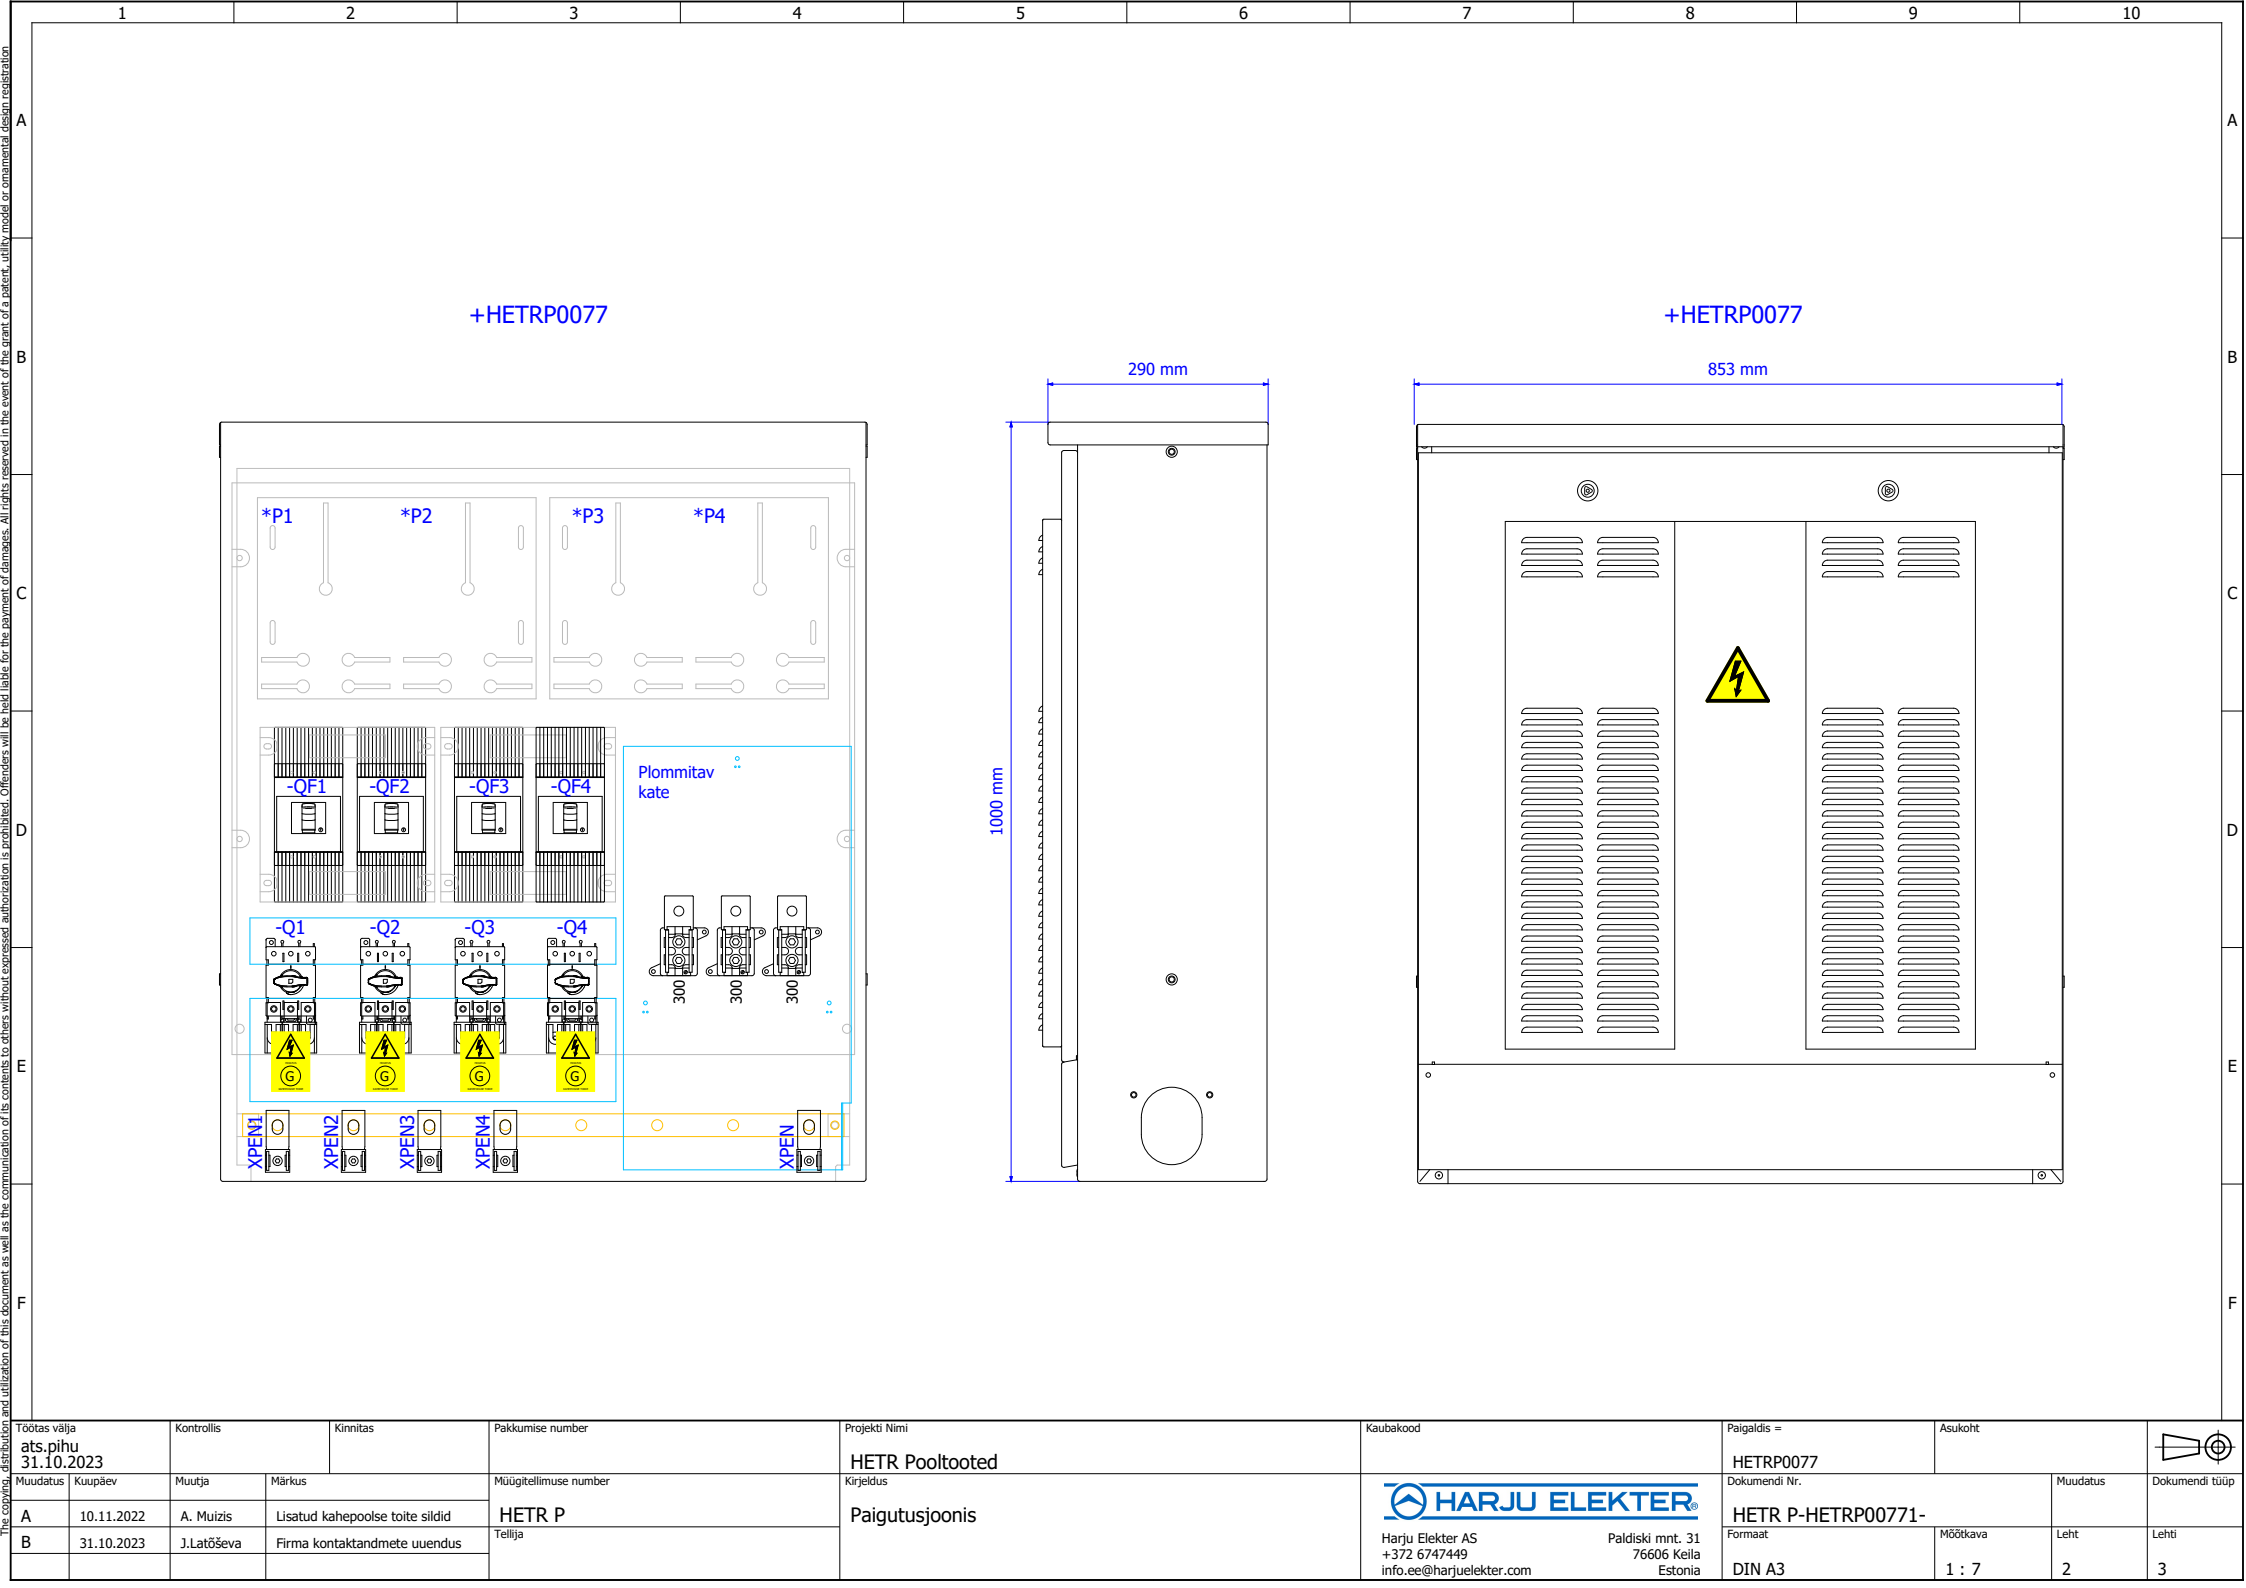 1 2 3 4 5 6 7 8 9 10
The copying, distribution and utilization of this document as well as the communication of its contents to others without expressed authorization is prohibited. Offenders will be held liable for the payment of damages. All rights reserved in the event of the grant of a patent, utility model or ornamental design registration
A A
B B
C C
D D
E E
F F
+HETRP0077
+HETRP0077
290 mm
853 mm
1000 mm
*P1 *P2 *P3 *P4
Plommitav
kate
-QF1 -QF2 -QF3 -QF4
-Q1 -Q2 -Q3 -Q4
300 300 300
G G G G
XPEN1 XPEN2 XPEN3 XPEN4 XPEN
Töötas välja
ats.pihu
31.10.2023
Kontrollis
Kinnitas
Pakkumise number
Projekti Nimi
HETR Pooltooted
Kaubakood
Paigaldis =
HETRP0077
Asukoht
Muudatus Kuupäev Muutja Märkus
A 10.11.2022 A. Muizis Lisatud kahepoolse toite sildid
B 31.10.2023 J.Latõševa Firma kontaktandmete uuendus
Müügitellimuse number
HETR P
Tellija
Kirjeldus
Paigutusjoonis
HARJU ELEKTER®
Harju Elekter AS
+372 6747449
info.ee@harjuelekter.com
Paldiski mnt. 31
76606 Keila
Estonia
Dokumendi Nr.
HETR P-HETRP00771-
Muudatus
Dokumendi tüüp
Formaat
DIN A3
Mõõtkava
1 : 7
Leht
2
Lehti
3